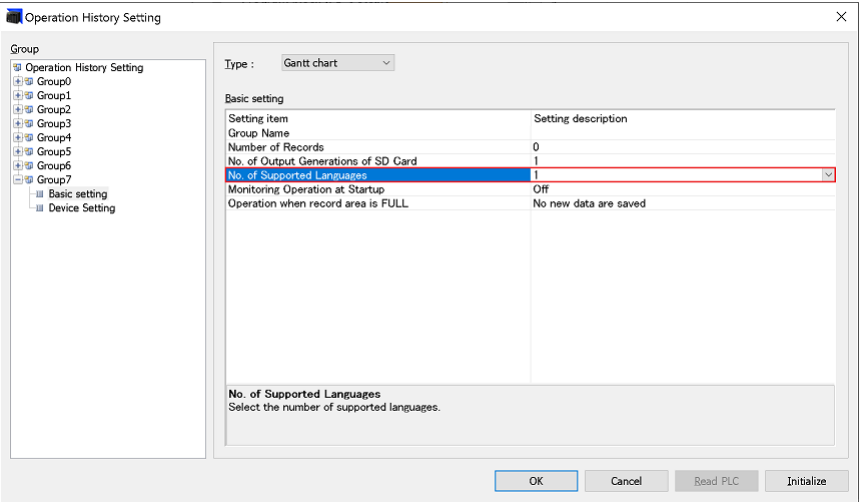 Operation History Setting
Group
Operation History Setting
Group0
Group1
Group2
Group3
Group4
Group5
Group6
Group7
Basic setting
Device Setting
Type : Gantt chart
Basic setting
Setting item Setting description
Group Name
Number of Records 0
No. of Output Generations of SD Card 1
No. of Supported Languages 1
Monitoring Operation at Startup Off
Operation when record area is FULL No new data are saved
No. of Supported Languages
Select the number of supported languages.
OK Cancel Read PLC Initialize